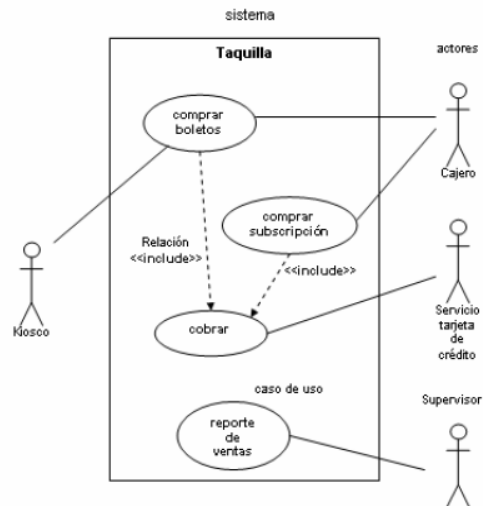 sistema
Taquilla
actores
comprar
boletos
Cajero
comprar
subscripción
Relación
<<include>>
<<include>>
Kiosco
cobrar
Servicio
tarjeta
de
crédito
caso de uso
Supervisor
reporte
de
ventas